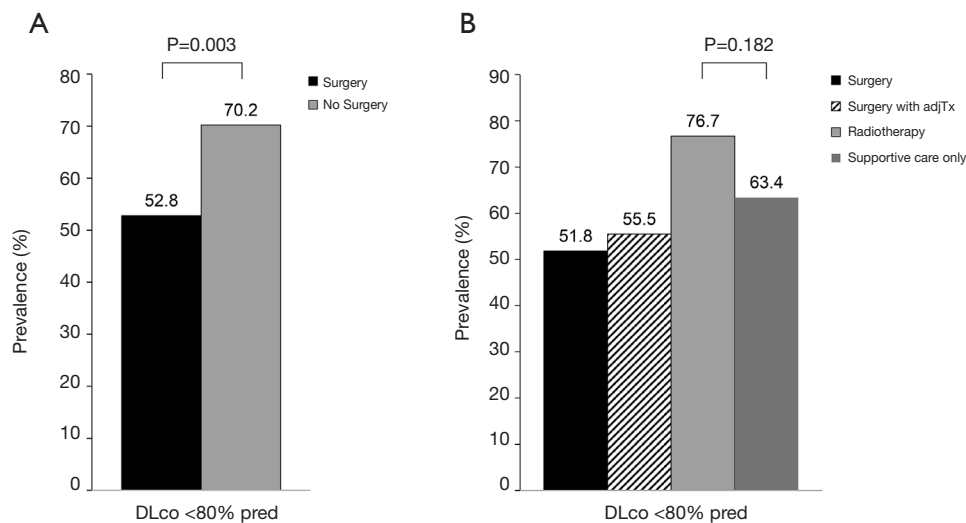 A
P=0.003
Surgery
No Surgery
80
70
60
50
40
30
20
10
0
Prevalence (%)
52.8
70.2
DLco <80% pred
B
P=0.182
Surgery
Surgery with adjTx
Radiotherapy
Supportive care only
90
80
70
60
50
40
30
20
10
0
Prevalence (%)
51.8
55.5
76.7
63.4
DLco <80% pred